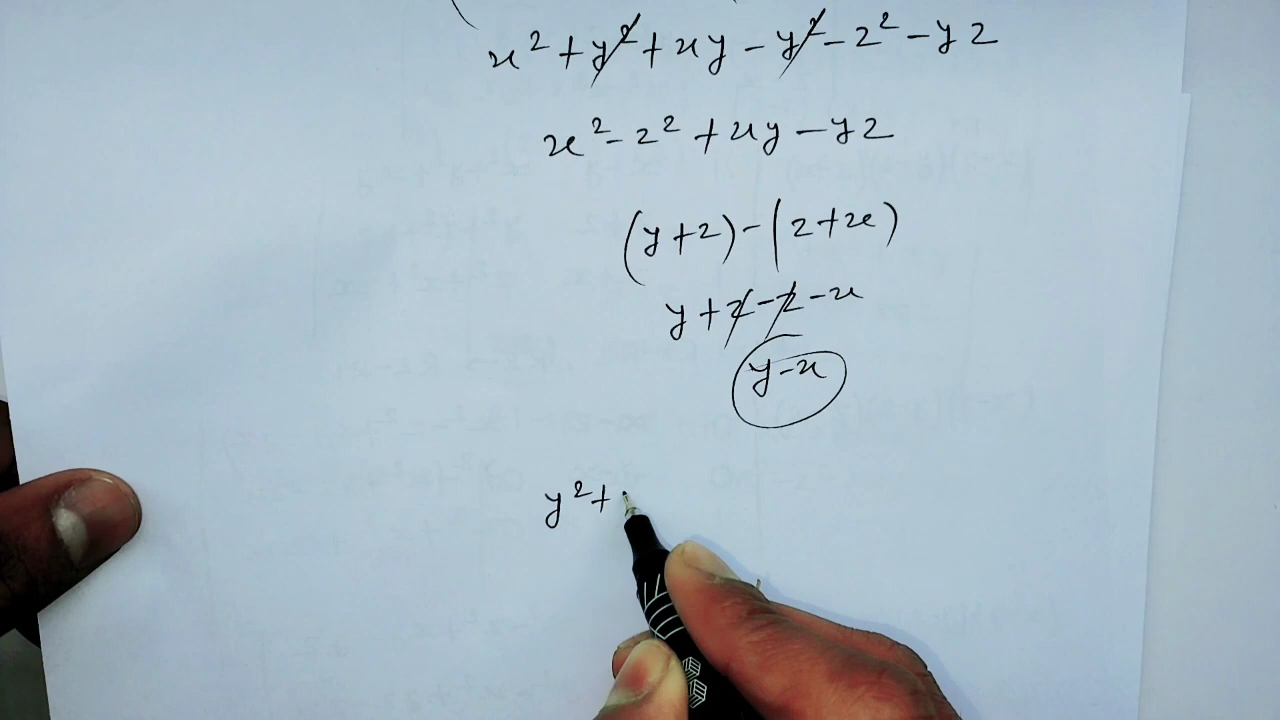 x² + y² + xy - y² - z² - yz
x² - z² + xy - yz
(y+z) - (z+x)
y + z - z - x
y - x
y² +